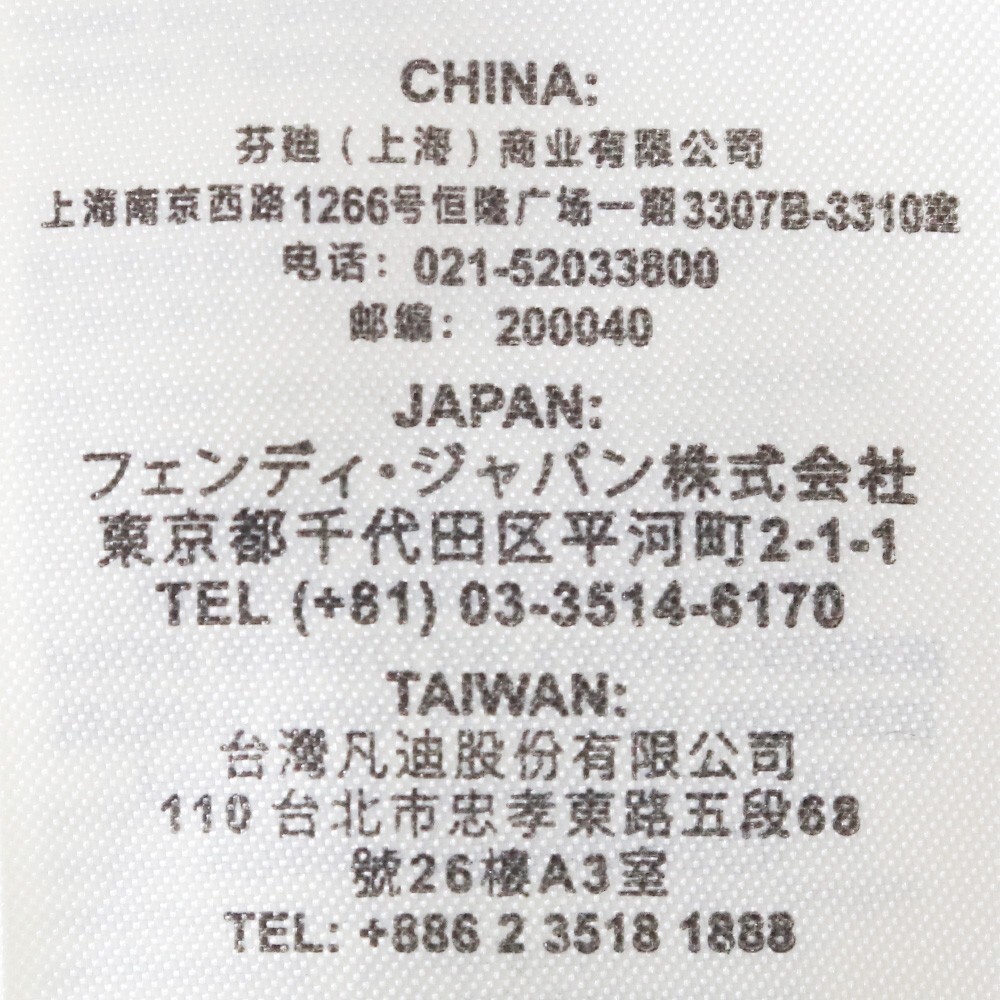 CHINA:
芬迪（上海）商业有限公司
上海南京西路1266号恒隆广场一期3307B-3310室
电话：021-52033800
邮编：200040
JAPAN:
フェンディ・ジャパン株式会社
東京都千代田区平河町2-1-1
TEL (+81) 03-3514-6170
TAIWAN:
台灣凡迪股份有限公司
110 台北市忠孝東路五段68
號26樓A3室
TEL: +886 2 3518 1888